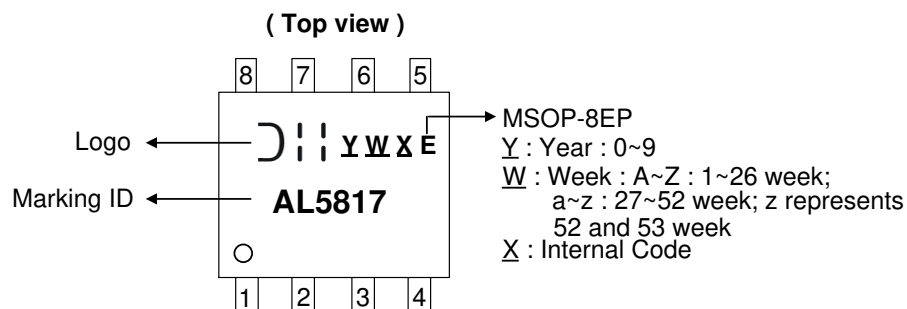 ( Top view )
8 7 6 5
Logo
Y W X E
Marking ID
AL5817
1 2 3 4
MSOP-8EP
Y : Year : 0~9
W : Week : A~Z : 1~26 week;
a~z : 27~52 week; z represents
52 and 53 week
X : Internal Code